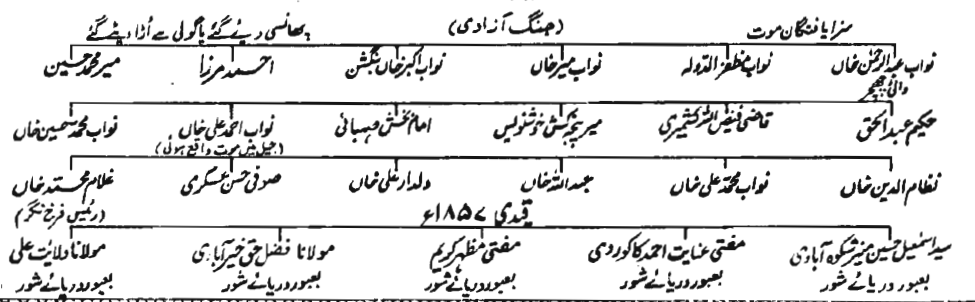 سزا یافتگان موت (جنگ آزادی) پھانسی دیئے گئے یا گولی سے اُڑا دیئے گئے
نواب عبدالرحمٰن خاں نواب مظفر الدولہ نواب میر خاں نواب اکبر خاں بنگش احمد مرزا میر محمد حسین
والیٔ جھجر
حکیم عبدالحق قاضی فیض اللہ کشمیری میر پنجہ کش خوشنویس امام بخش صہبائی نواب احمد علی خاں نواب محمد حسین خاں
(جیل میں موت واقع ہوئی)
نظام الدین خاں نواب محمد علی خاں عبداللہ خاں دلدار علی خاں صوفی حسن عسکری غلام محمد خاں
قیدی ۱۸۵۷ء (رئیس فرخ نگر)
سید اسمٰعیل حسین منیر شکوہ آبادی مفتی عنایت احمد کاکوروی مفتی مظہر کریم مولانا فضل حق خیرآبادی مولانا ولایت علی
بعبور دریائے شور بعبور دریائے شور بعبور دریائے شور بعبور دریائے شور بعبور دریائے شور